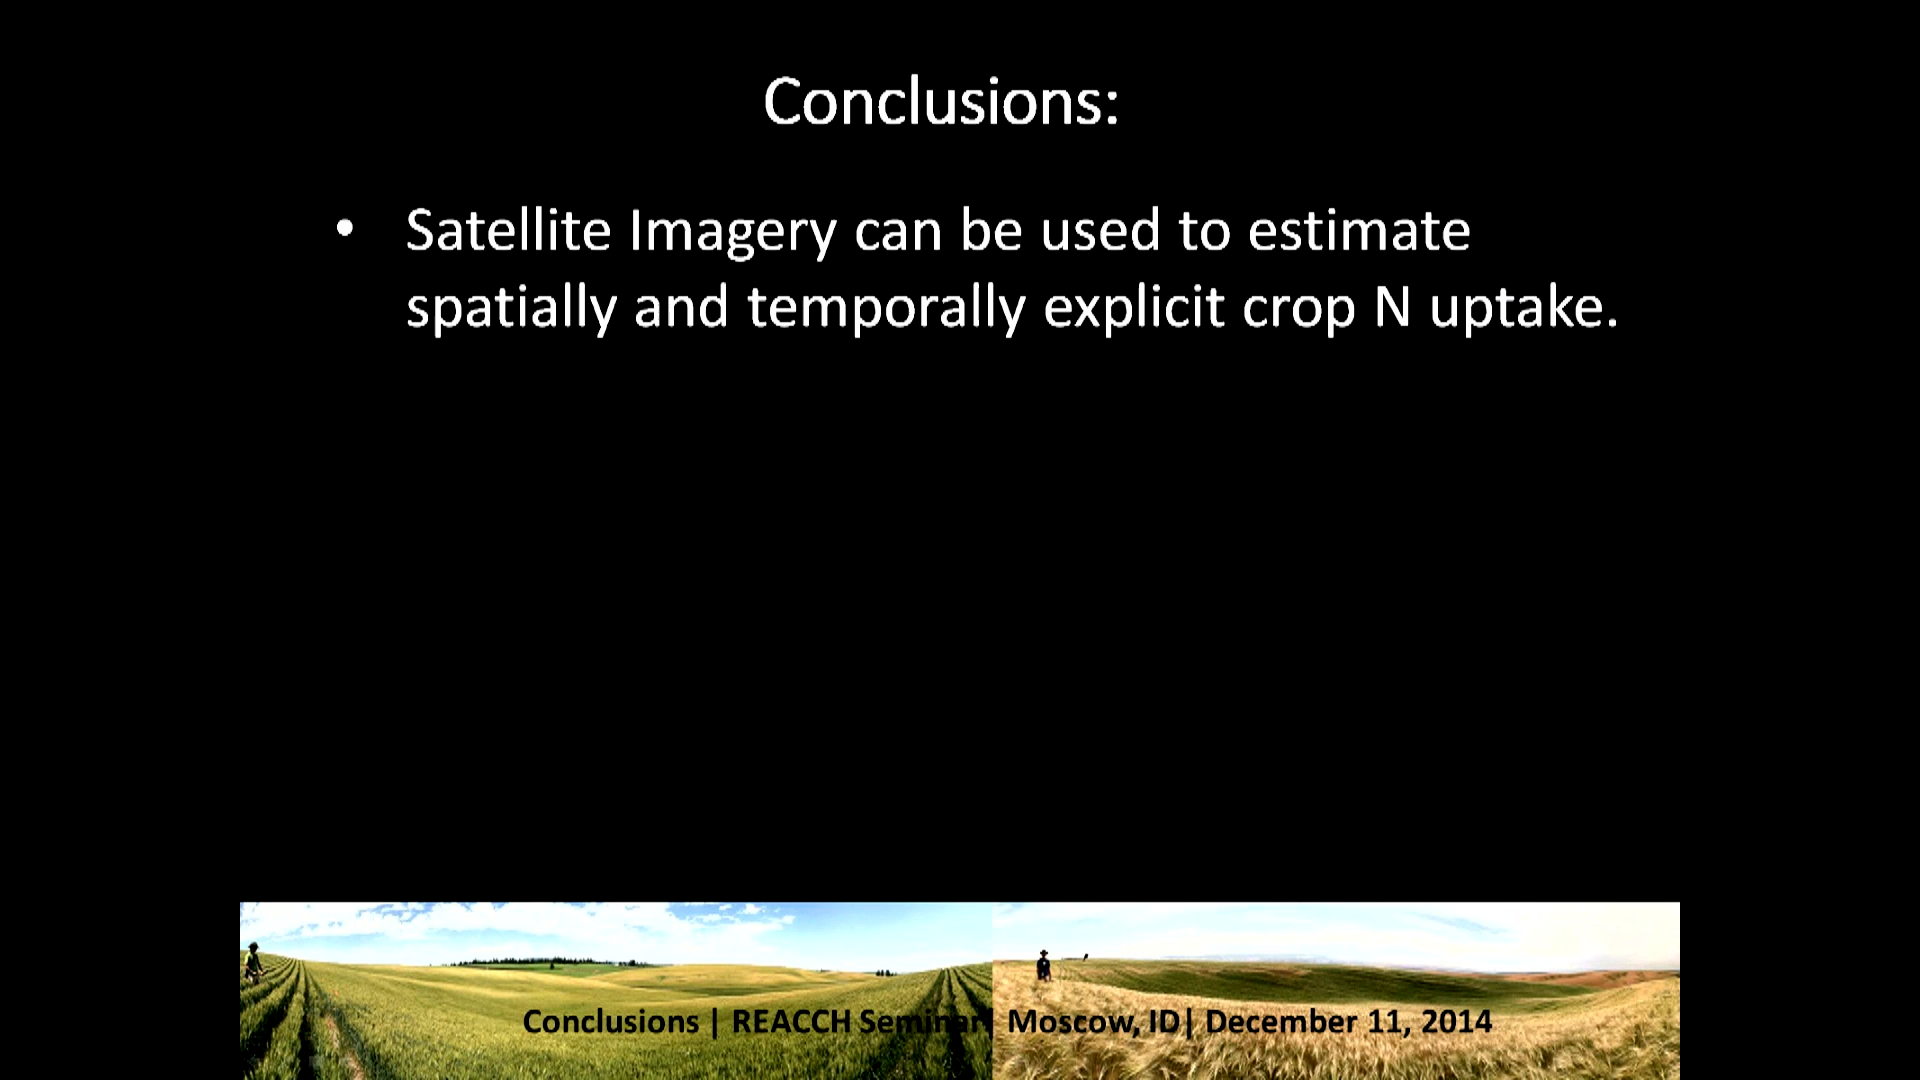 Conclusions:
• Satellite Imagery can be used to estimate
spatially and temporally explicit crop N uptake.
Conclusions | REACCH Seminar| Moscow, ID| December 11, 2014